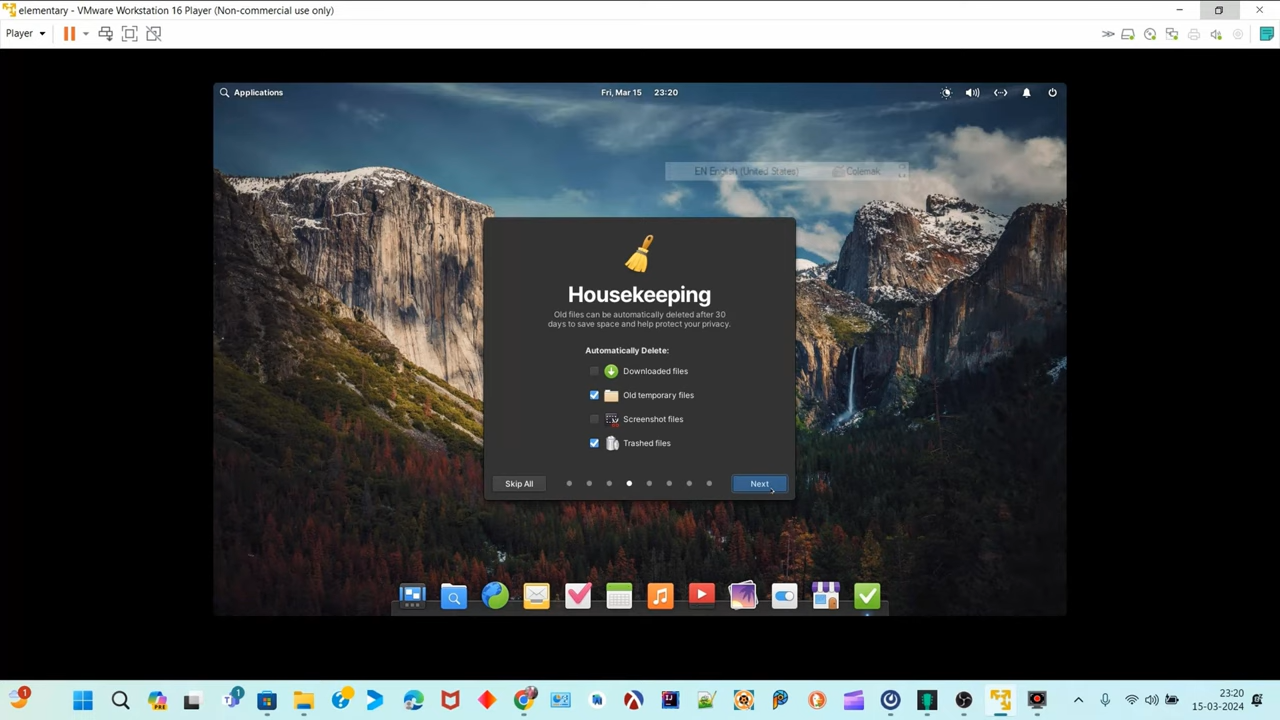 elementary - VMware Workstation 16 Player (Non-commercial use only)
Player
Applications
Fri, Mar 15 23:20
EN English (United States) Colemak
Housekeeping
Old files can be automatically deleted after 30
days to save space and help protect your privacy.
Automatically Delete:
Downloaded files
Old temporary files
Screenshot files
Trashed files
Skip All
Next
1
PRE
1
23:20
15-03-2024